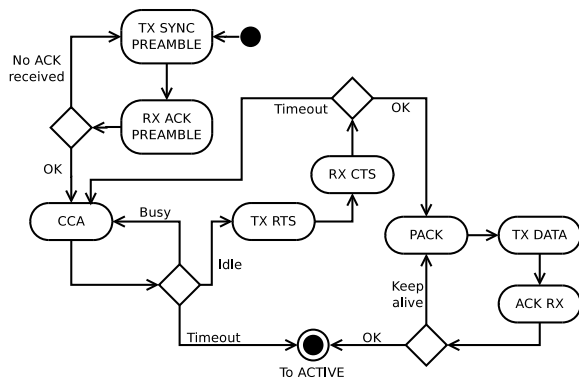 TX SYNC
PREAMBLE
No ACK
received
RX ACK
PREAMBLE
Timeout
OK
OK
RX CTS
CCA
Busy
TX RTS
PACK
TX DATA
Idle
Keep
alive
ACK RX
Timeout
OK
To ACTIVE